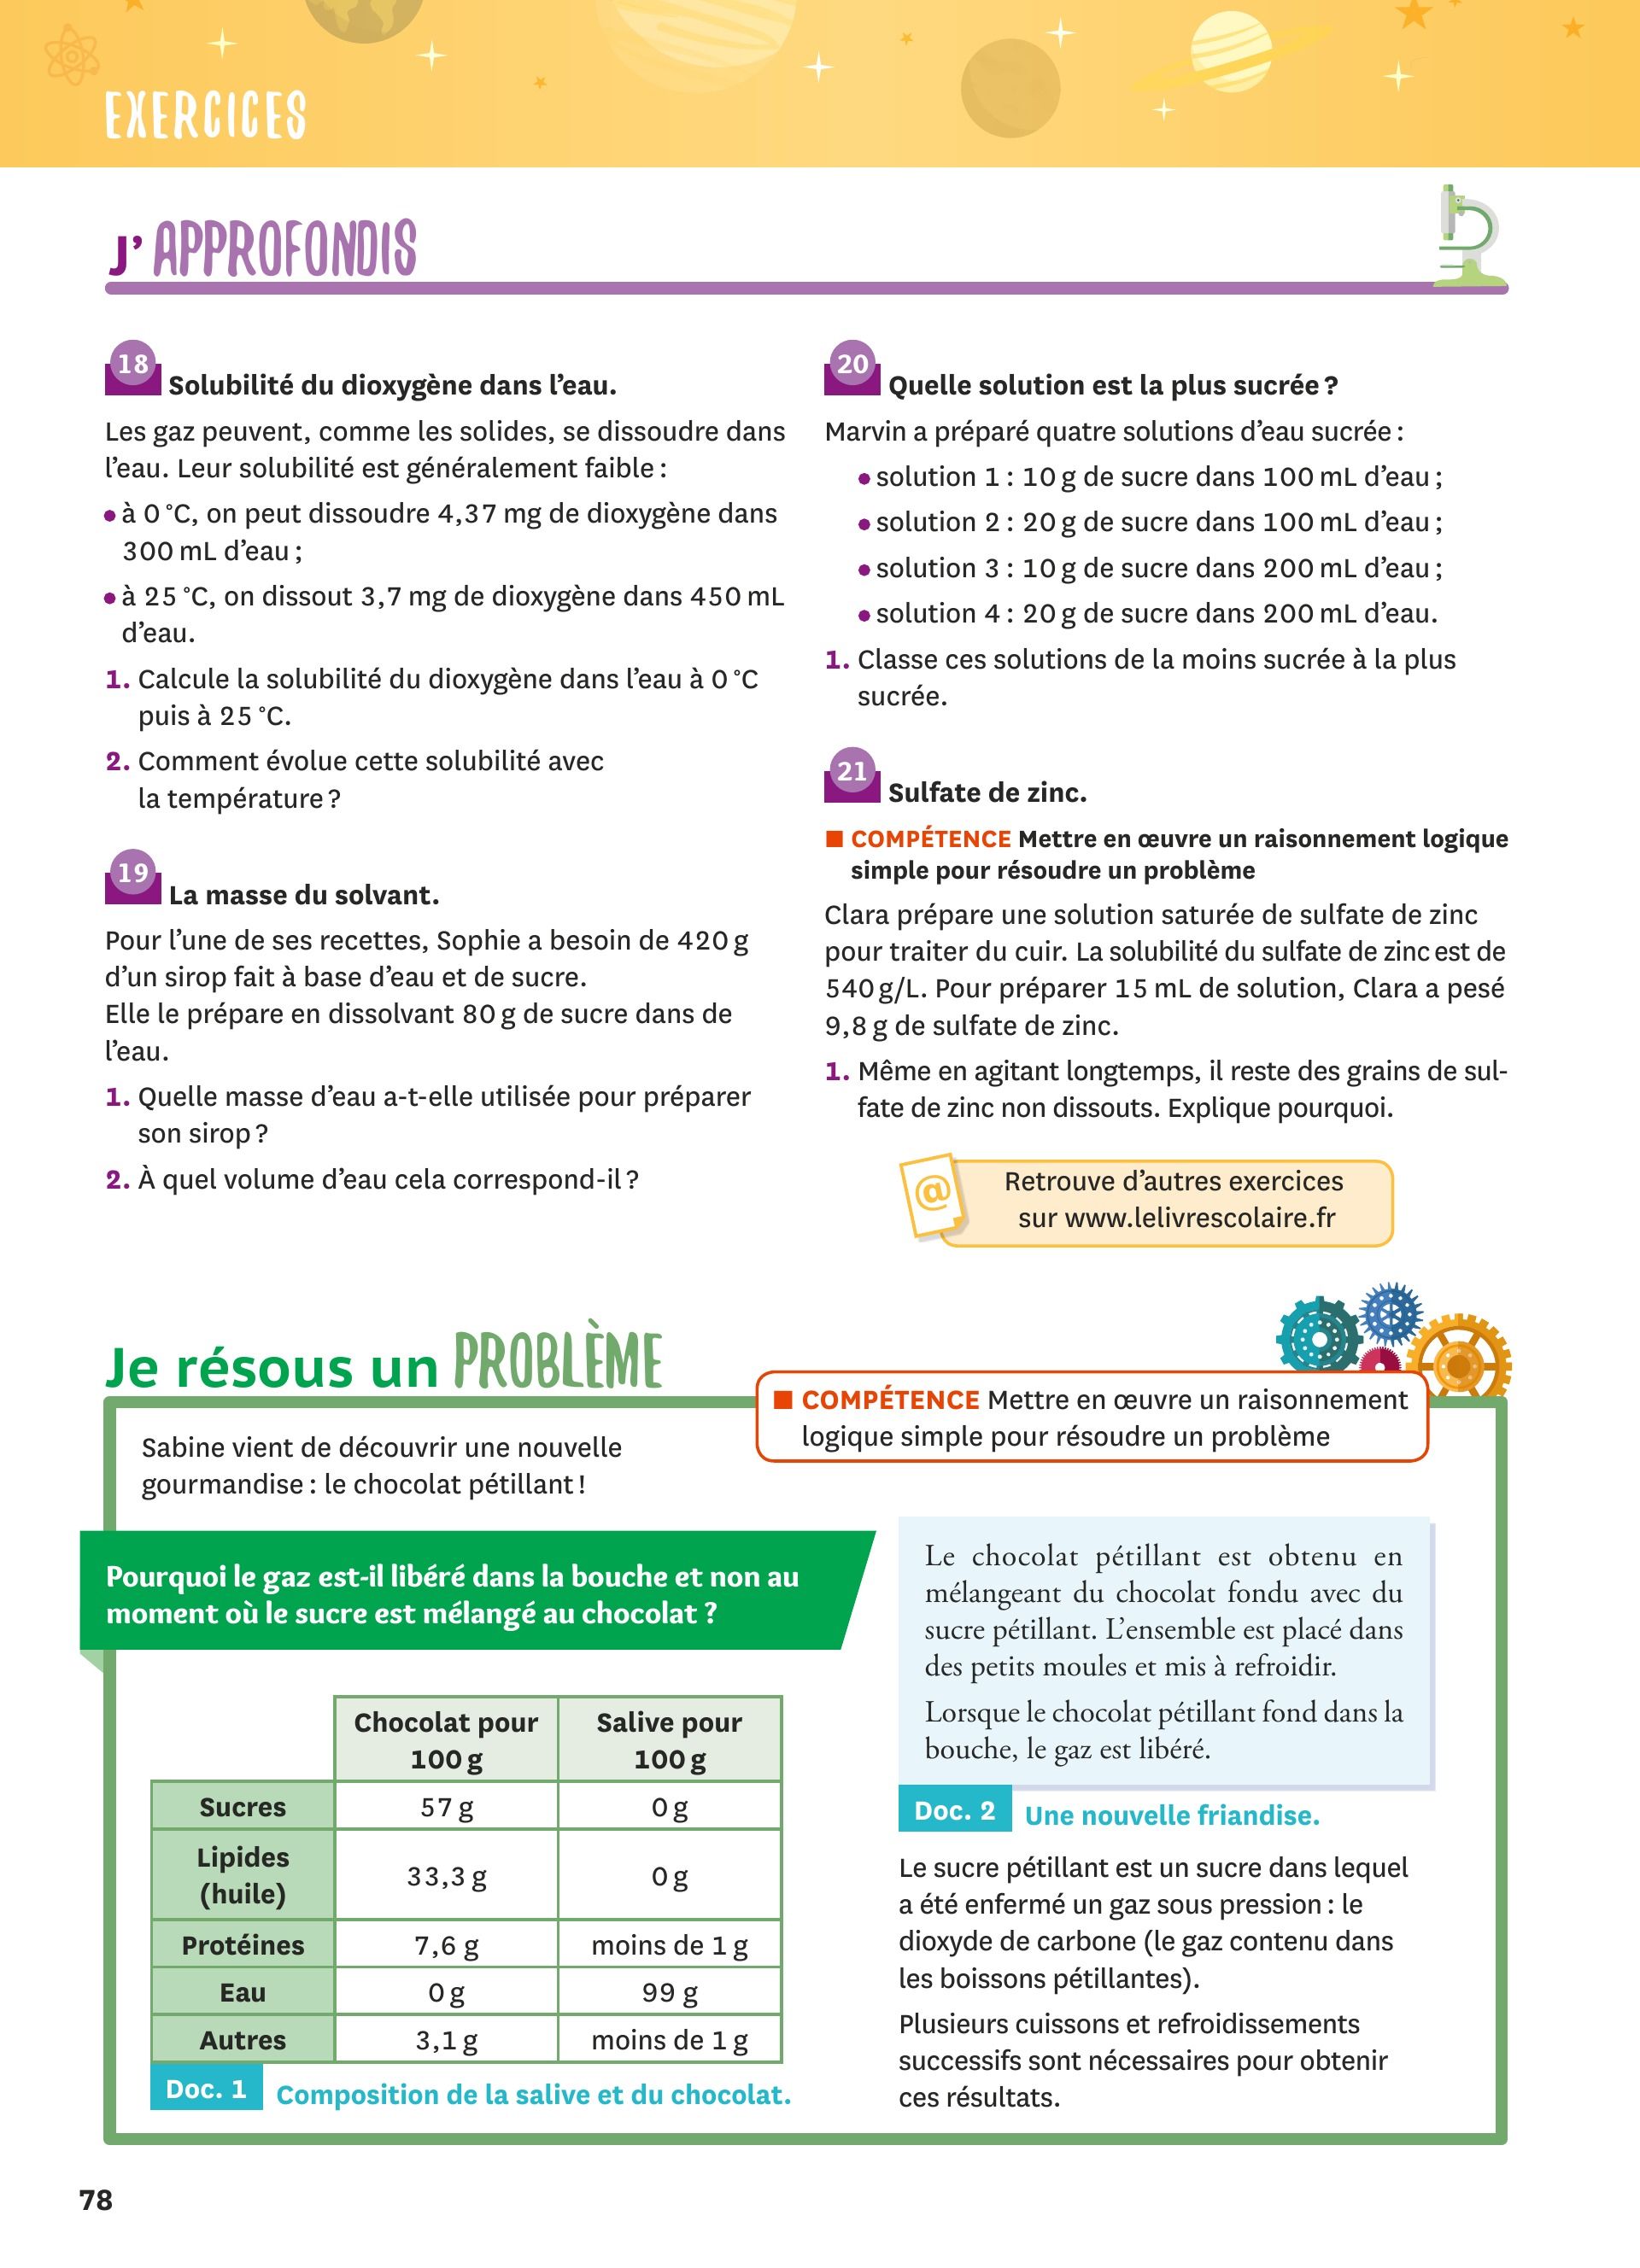 EXERCICES
J’APPROFONDIS
18 Solubilité du dioxygène dans l’eau.
Les gaz peuvent, comme les solides, se dissoudre dans
l’eau. Leur solubilité est généralement faible :
• à 0 °C, on peut dissoudre 4,37 mg de dioxygène dans
300 mL d’eau ;
• à 25 °C, on dissout 3,7 mg de dioxygène dans 450 mL
d’eau.
1. Calcule la solubilité du dioxygène dans l’eau à 0 °C
puis à 25 °C.
2. Comment évolue cette solubilité avec
la température ?
19 La masse du solvant.
Pour l’une de ses recettes, Sophie a besoin de 420 g
d’un sirop fait à base d’eau et de sucre.
Elle le prépare en dissolvant 80 g de sucre dans de
l’eau.
1. Quelle masse d’eau a-t-elle utilisée pour préparer
son sirop ?
2. À quel volume d’eau cela correspond-il ?
20 Quelle solution est la plus sucrée ?
Marvin a préparé quatre solutions d’eau sucrée :
• solution 1 : 10 g de sucre dans 100 mL d’eau ;
• solution 2 : 20 g de sucre dans 100 mL d’eau ;
• solution 3 : 10 g de sucre dans 200 mL d’eau ;
• solution 4 : 20 g de sucre dans 200 mL d’eau.
1. Classe ces solutions de la moins sucrée à la plus
sucrée.
21 Sulfate de zinc.
■ COMPÉTENCE Mettre en œuvre un raisonnement logique
simple pour résoudre un problème
Clara prépare une solution saturée de sulfate de zinc
pour traiter du cuir. La solubilité du sulfate de zinc est de
540 g/L. Pour préparer 15 mL de solution, Clara a pesé
9,8 g de sulfate de zinc.
1. Même en agitant longtemps, il reste des grains de sul-
fate de zinc non dissouts. Explique pourquoi.
@
Retrouve d’autres exercices
sur www.lelivrescolaire.fr
Je résous un PROBLÈME
■ COMPÉTENCE Mettre en œuvre un raisonnement
logique simple pour résoudre un problème
Sabine vient de découvrir une nouvelle
gourmandise : le chocolat pétillant !
Pourquoi le gaz est-il libéré dans la bouche et non au
moment où le sucre est mélangé au chocolat ?
Chocolat pour
100 g
Salive pour
100 g
Sucres 57 g 0 g
Lipides
(huile) 33,3 g 0 g
Protéines 7,6 g moins de 1 g
Eau 0 g 99 g
Autres 3,1 g moins de 1 g
Doc. 1 Composition de la salive et du chocolat.
Le chocolat pétillant est obtenu en
mélangeant du chocolat fondu avec du
sucre pétillant. L’ensemble est placé dans
des petits moules et mis à refroidir.
Lorsque le chocolat pétillant fond dans la
bouche, le gaz est libéré.
Doc. 2 Une nouvelle friandise.
Le sucre pétillant est un sucre dans lequel
a été enfermé un gaz sous pression : le
dioxyde de carbone (le gaz contenu dans
les boissons pétillantes).
Plusieurs cuissons et refroidissements
successifs sont nécessaires pour obtenir
ces résultats.
78